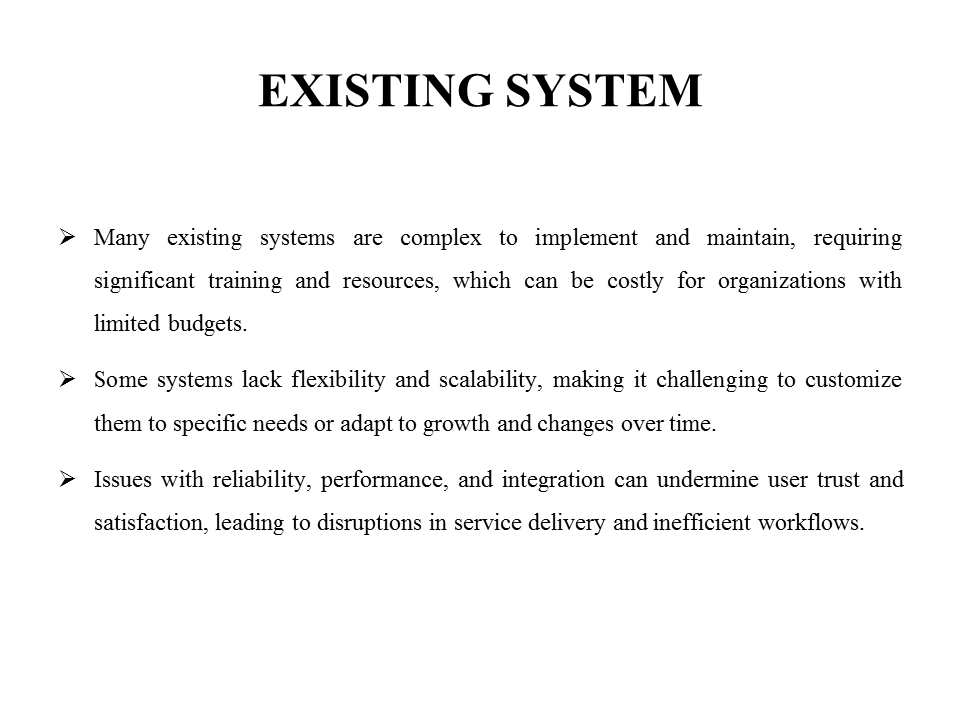 EXISTING SYSTEM
➢ Many existing systems are complex to implement and maintain, requiring
significant training and resources, which can be costly for organizations with
limited budgets.
➢ Some systems lack flexibility and scalability, making it challenging to customize
them to specific needs or adapt to growth and changes over time.
➢ Issues with reliability, performance, and integration can undermine user trust and
satisfaction, leading to disruptions in service delivery and inefficient workflows.